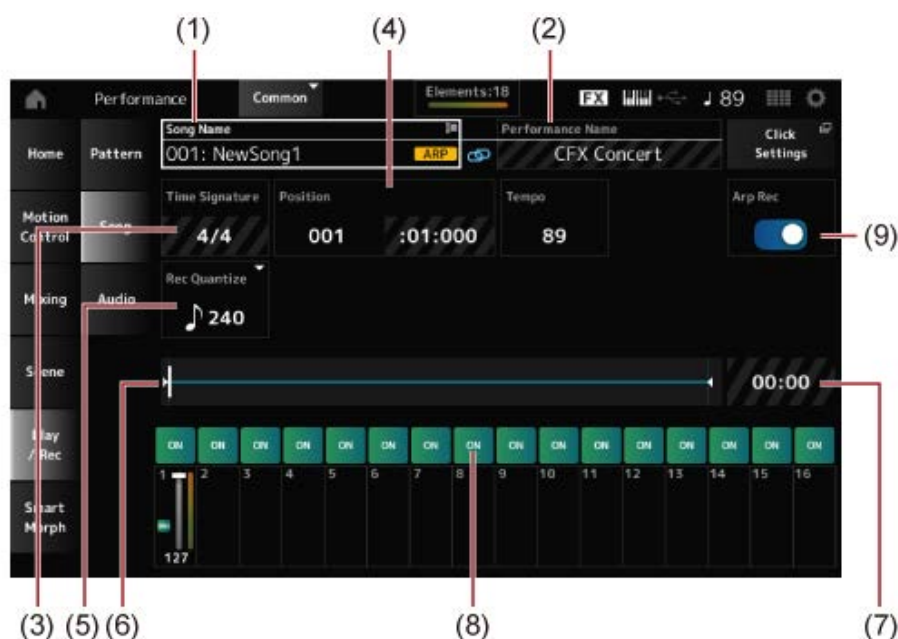 (1) (4) (2)
Performance Common Elements:18 FX 89
Song Name Performance Name
Home Pattern 001: NewSong1 ARP CFX Concert Click Settings
Time Signature Position Tempo Arp Rec
Motion Control Song 4/4 001 :01:000 89 (9)
Rec Quantize
Mixing Audio 240
Scene 00:00
Play / Rec ON ON ON ON ON ON ON ON ON ON ON ON ON ON ON ON
1 2 3 4 5 6 7 8 9 10 11 12 13 14 15 16
Smart Morph
127
(3) (5) (6) (8) (7)